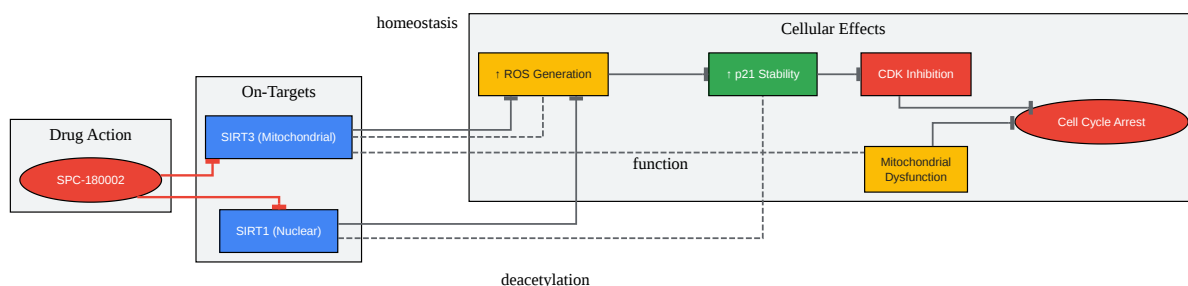 homeostasis
Cellular Effects
↑ ROS Generation
↑ p21 Stability
CDK Inhibition
On-Targets
SIRT3 (Mitochondrial)
Cell Cycle Arrest
Drug Action
function
Mitochondrial
Dysfunction
SPC-180002
SIRT1 (Nuclear)
deacetylation